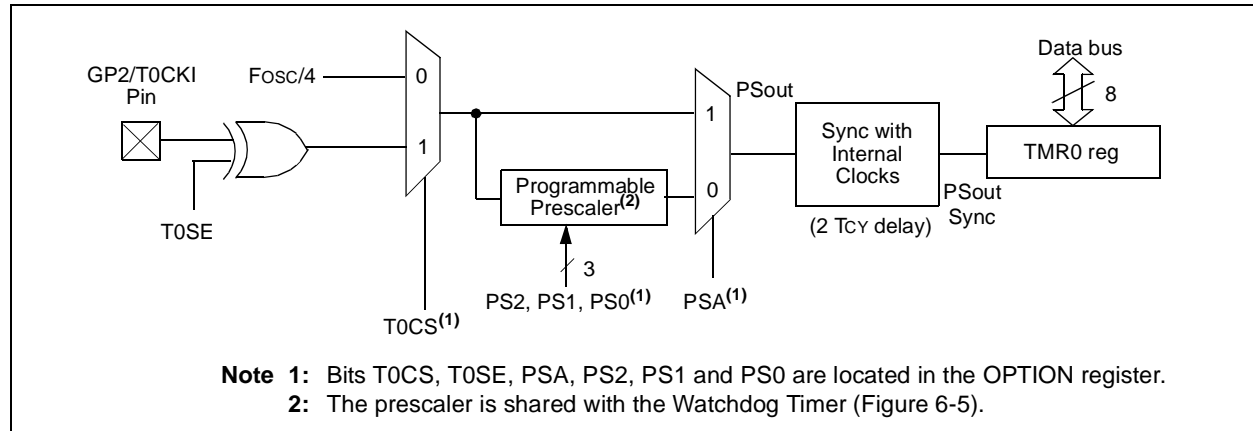 Data bus
GP2/T0CKI
Pin
FOSC/4
0
1
T0SE
T0CS(1)
Programmable
Prescaler(2)
3
PS2, PS1, PS0(1)
1
0
PSA(1)
PSout
Sync with
Internal
Clocks
(2 TCY delay)
PSout
Sync
8
TMR0 reg
Note 1: Bits T0CS, T0SE, PSA, PS2, PS1 and PS0 are located in the OPTION register.
2: The prescaler is shared with the Watchdog Timer (Figure 6-5).